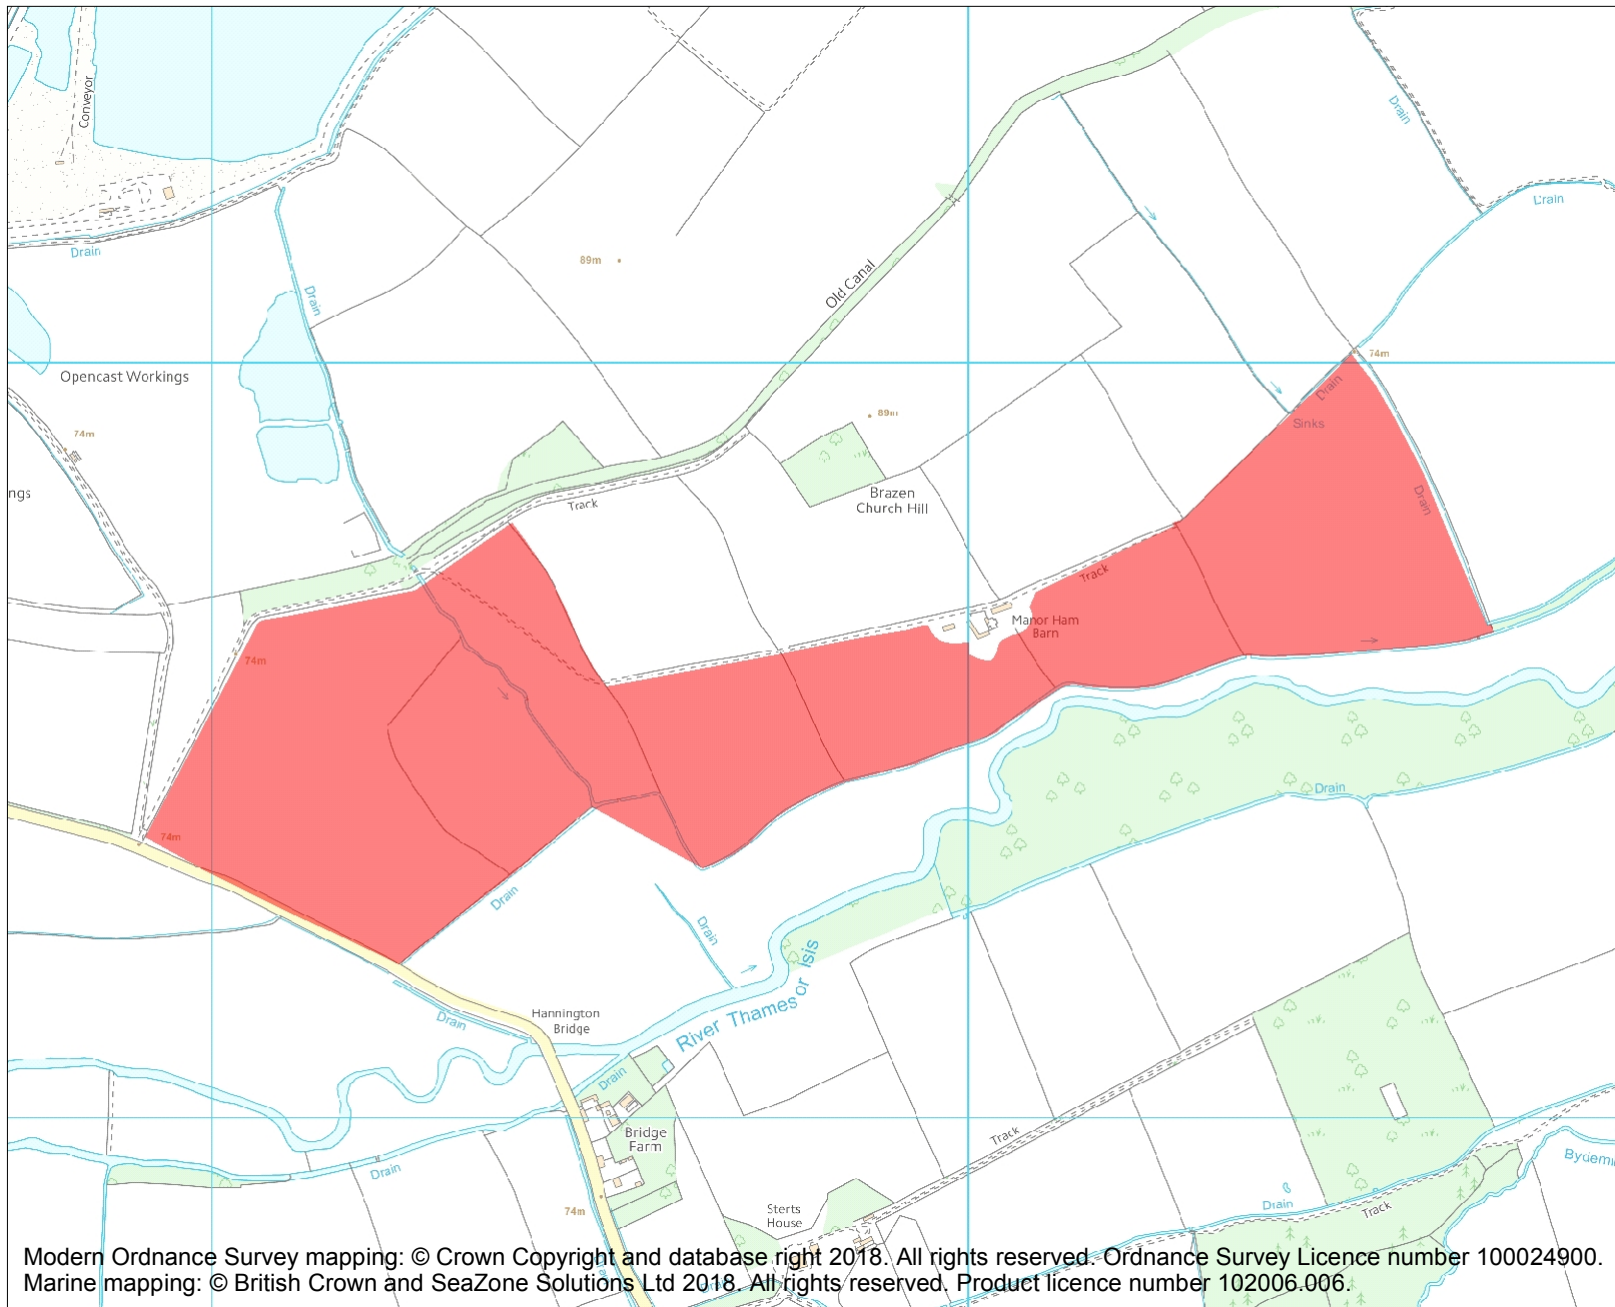 Conveyor
Drain
Drain
Drain
Drain
89m
Old Canal
Drain
74m
Opencast Workings
89m
Sinks
74m
ngs
Track
Brazen
Church Hill
Drain
Track
Manor Ham
Barn
74m
74m
Drain
Drain
Drain
River Thames or Isis
Hannington
Bridge
Drain
Drain
Bridge
Farm
Track
Drain
74m
Sterts
House
Drain
Track
Bydemi
Drain
Modern Ordnance Survey mapping: © Crown Copyright and database right 2018. All rights reserved. Ordnance Survey Licence number 100024900.
Marine mapping: © British Crown and SeaZone Solutions Ltd 2018. All rights reserved. Product licence number 102006.006.